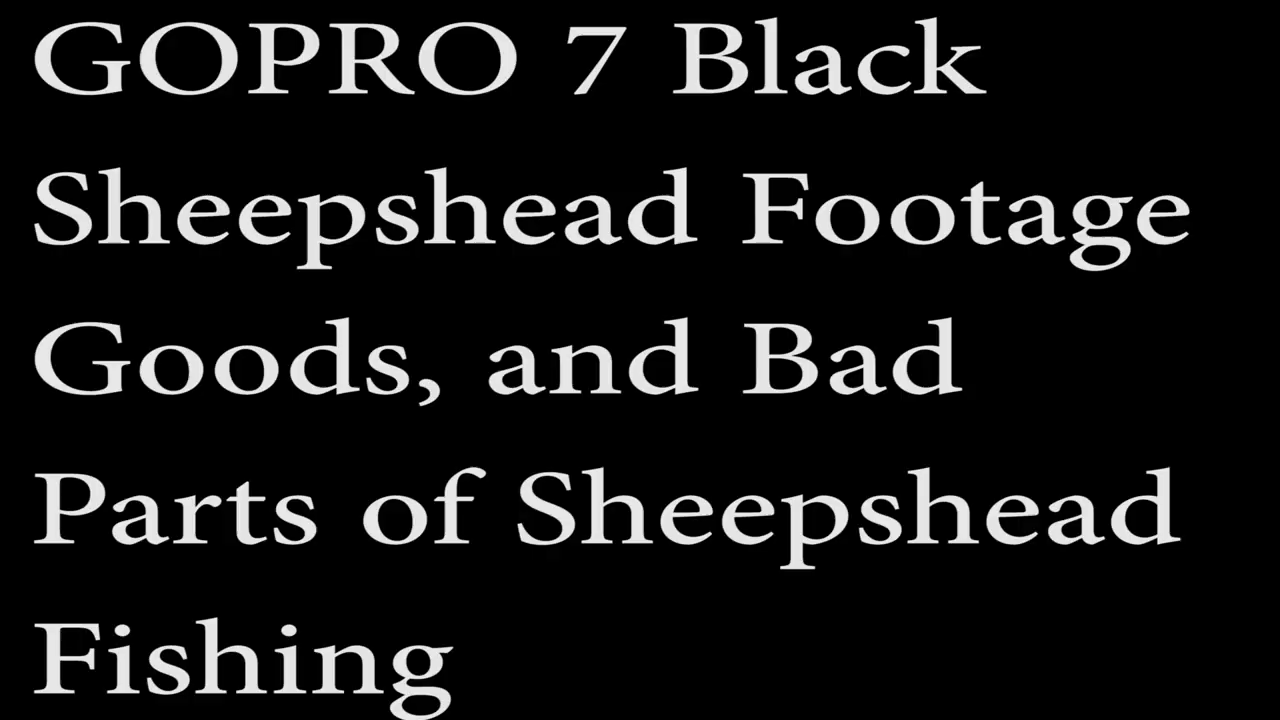 GOPRO 7 Black
Sheepshead Footage
Goods, and Bad
Parts of Sheepshead
Fishing